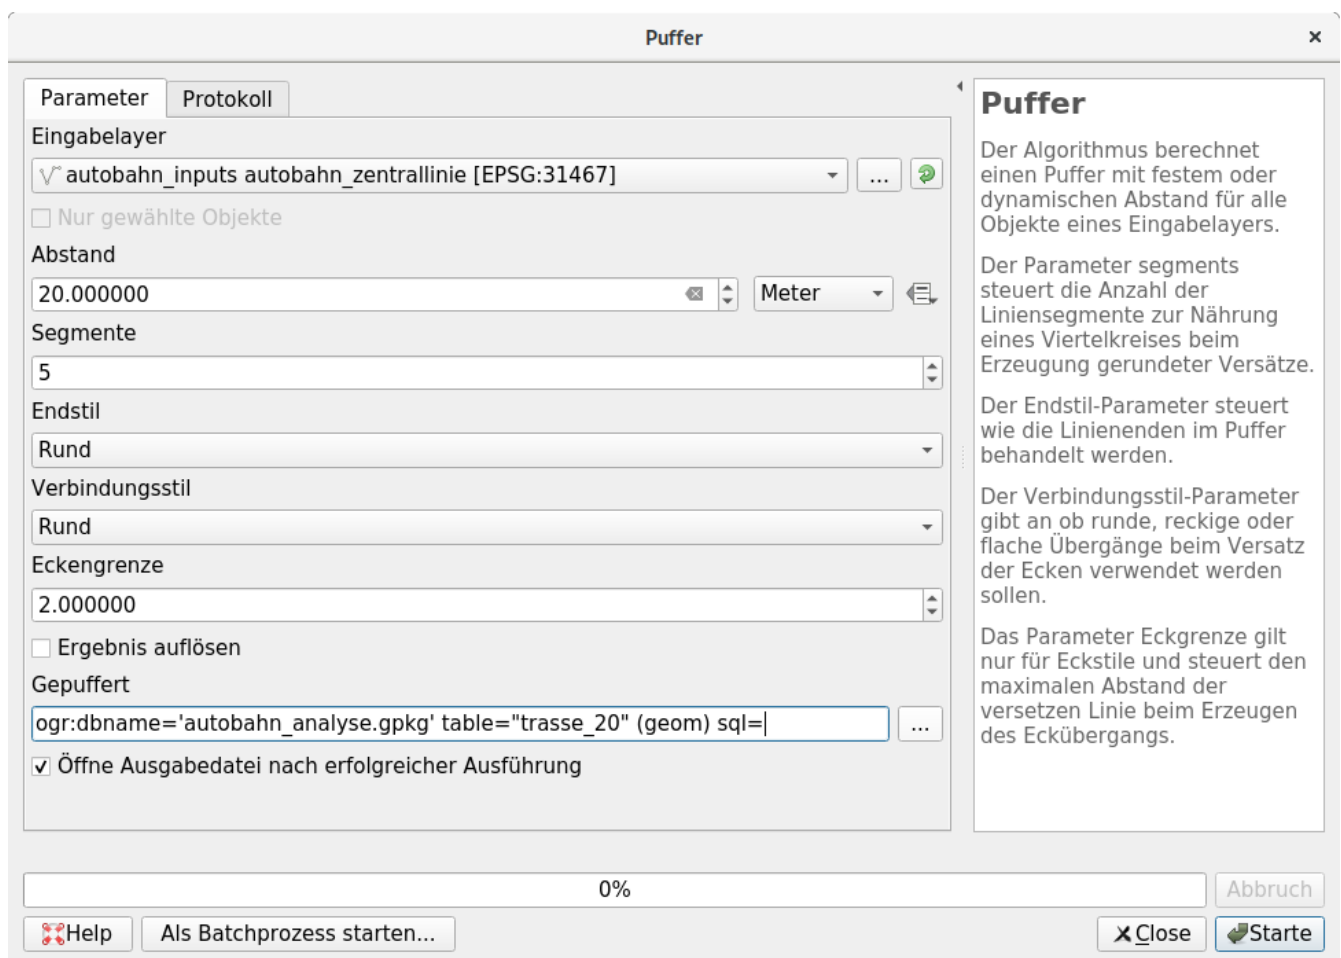 Puffer
Parameter
Protokoll
Eingabelayer
autobahn_inputs autobahn_zentrallinie [EPSG:31467]
...
Nur gewählte Objekte
Abstand
20.000000
Meter
Segmente
5
Endstil
Rund
Verbindungsstil
Rund
Eckengrenze
2.000000
Ergebnis auflösen
Gepuffert
ogr:dbname='autobahn_analyse.gpkg' table="trasse_20" (geom) sql=
...
Öffne Ausgabedatei nach erfolgreicher Ausführung
Puffer
Der Algorithmus berechnet
einen Puffer mit festem oder
dynamischen Abstand für alle
Objekte eines Eingabelayers.
Der Parameter segments
steuert die Anzahl der
Liniensegmente zur Nährung
eines Viertelkreises beim
Erzeugung gerundeter Versätze.
Der Endstil-Parameter steuert
wie die Linienenden im Puffer
behandelt werden.
Der Verbindungsstil-Parameter
gibt an ob runde, reckige oder
flache Übergänge beim Versatz
der Ecken verwendet werden
sollen.
Das Parameter Eckgrenze gilt
nur für Eckstile und steuert den
maximalen Abstand der
versetzen Linie beim Erzeugen
des Eckübergangs.
0%
Abbruch
Help
Als Batchprozess starten...
Close
Starte